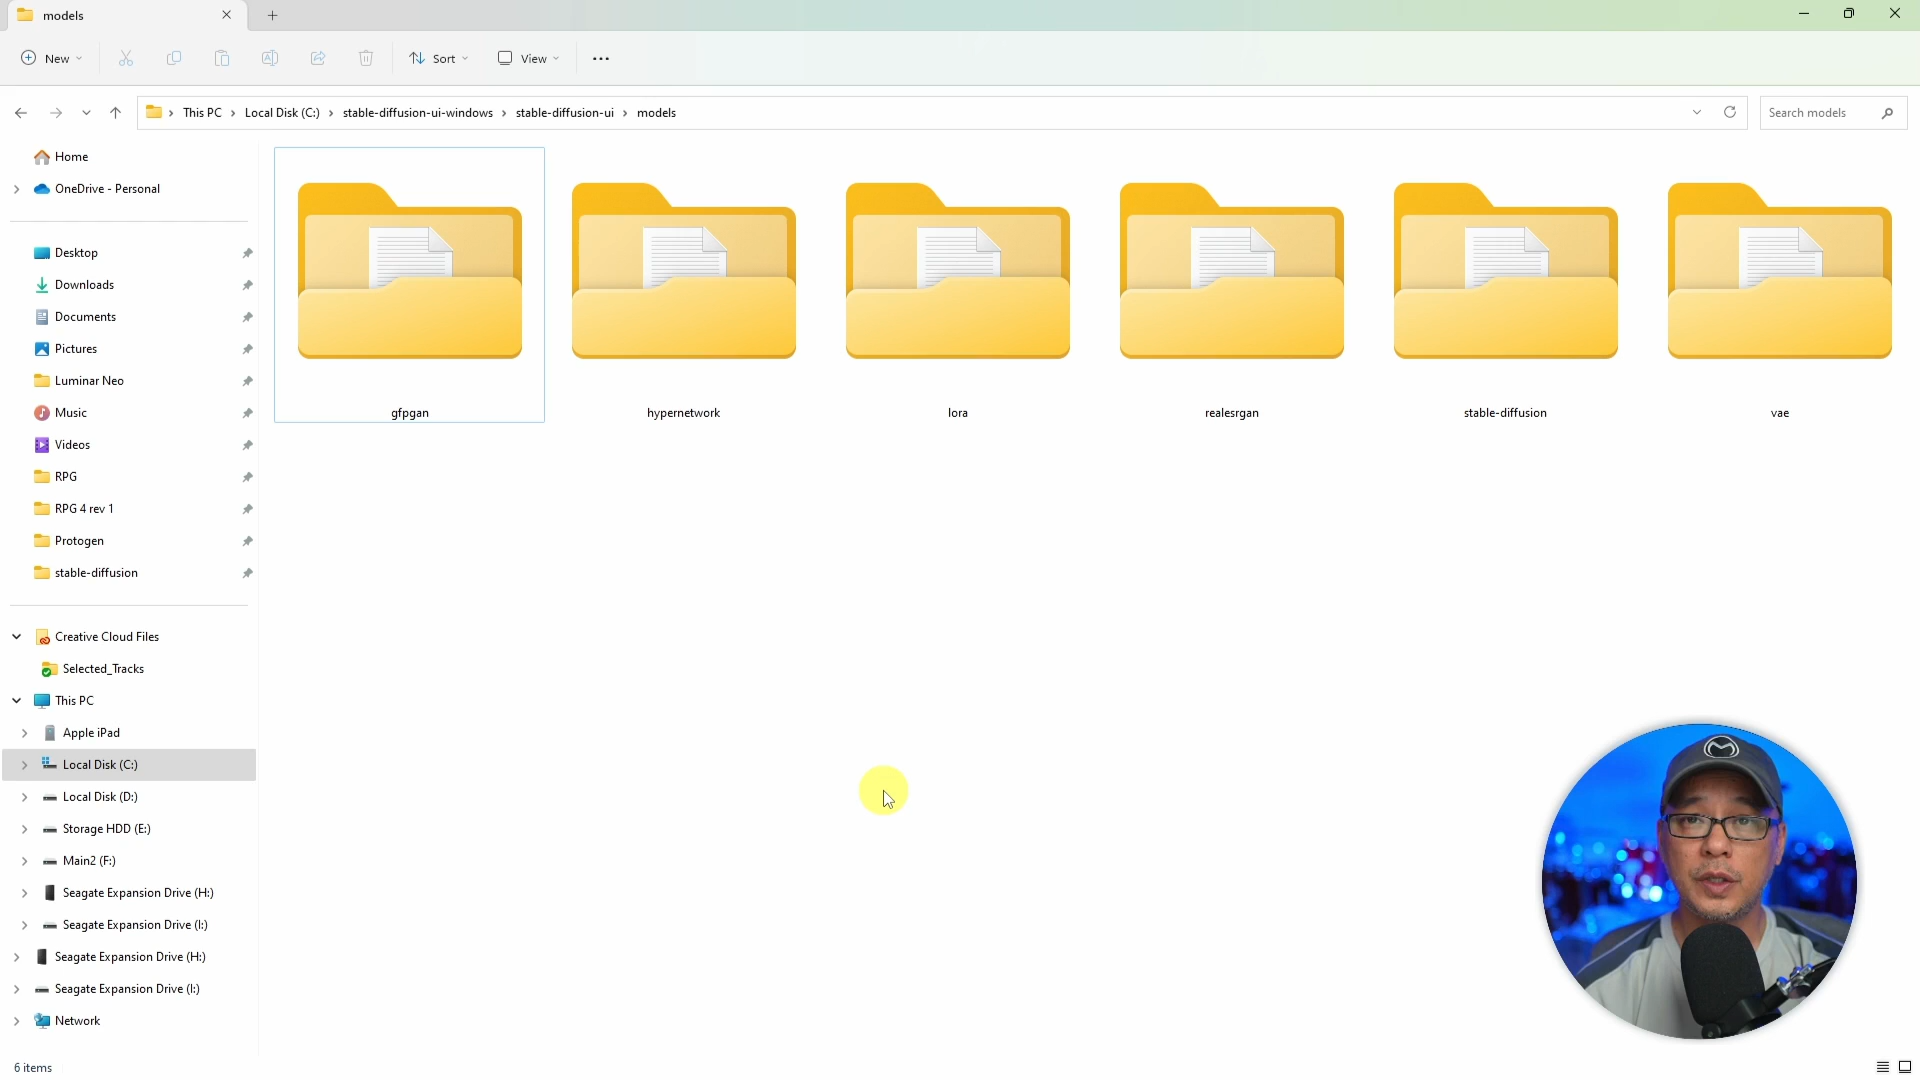 models
New
Sort
View
This PC
Local Disk (C:)
stable-diffusion-ui-windows
stable-diffusion-ui
models
Search models
Home
OneDrive - Personal
Desktop
Downloads
Documents
Pictures
Luminar Neo
Music
Videos
RPG
RPG 4 rev 1
Protogen
stable-diffusion
Creative Cloud Files
Selected_Tracks
This PC
Apple iPad
Local Disk (C:)
Local Disk (D:)
Storage HDD (E:)
Main2 (F:)
Seagate Expansion Drive (H:)
Seagate Expansion Drive (I:)
Seagate Expansion Drive (H:)
Seagate Expansion Drive (I:)
Network
gfpgan
hypernetwork
lora
realesrgan
stable-diffusion
vae
6 items